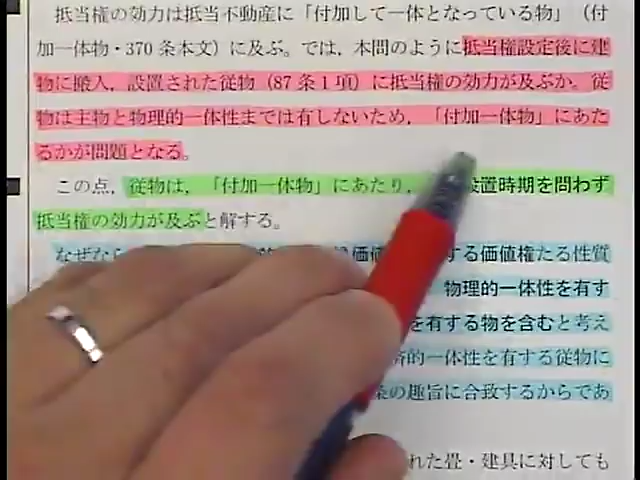 抵当権の効力は抵当不動産に「付加して一体となっている物」（付
加一体物・370条本文）に及ぶ。では，本問のように抵当権設定後に建
物に搬入，設置された従物（87条1項）に抵当権の効力が及ぶか。従
物は主物と物理的一体性までは有しないため，「付加一体物」にあた
るかが問題となる。
この点，従物は，「付加一体物」にあたり，設置時期を問わず
抵当権の効力が及ぶと解する。
なぜなら 価値 する価値権たる性質
物理的一体性を有す
を有する物を含むと考え
済的一体性を有する従物に
条の趣旨に合致するからであ
れた畳・建具に対しても